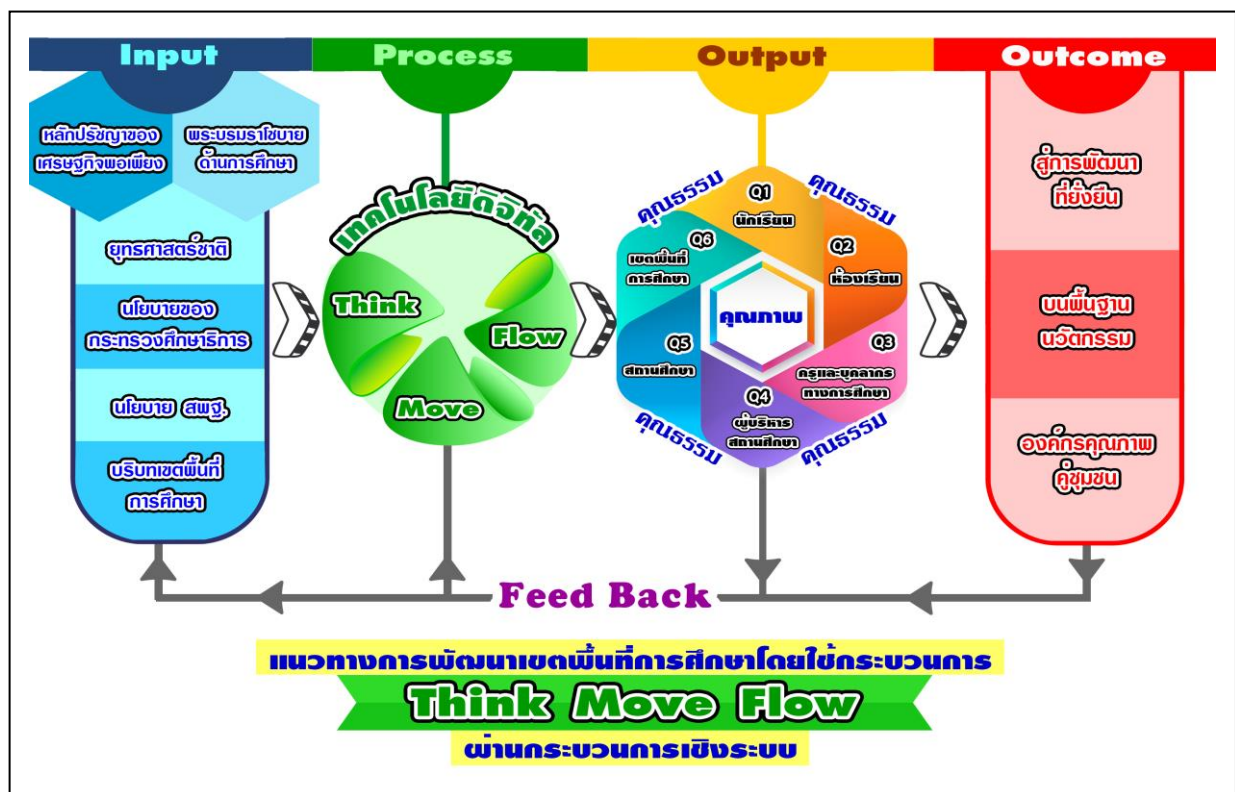 Input
Process
Output
Outcome
หลักปรัชญาของ
เศรษฐกิจพอเพียง
พระบรมราโชบาย
ด้านการศึกษา
ยุทธศาสตร์ชาติ
นโยบายของ
กระทรวงศึกษาธิการ
นโยบาย สพฐ.
บริบทเขตพื้นที่
การศึกษา
เทคโนโลยีดิจิทัล
Think
Move
Flow
คุณธรรม
คุณธรรม
Q1
นักเรียน
Q2
ห้องเรียน
Q3
ครูและบุคลากร
ทางการศึกษา
Q4
ผู้บริหาร
สถานศึกษา
Q5
สถานศึกษา
Q6
เขตพื้นที่
การศึกษา
คุณภาพ
คุณธรรม
คุณธรรม
สู่การพัฒนา
ที่ยั่งยืน
บนพื้นฐาน
นวัตกรรม
องค์กรคุณภาพ
คู่ชุมชน
Feed Back
แนวทางการพัฒนาเขตพื้นที่การศึกษาโดยใช้กระบวนการ
Think Move Flow
ผ่านกระบวนการเชิงระบบ